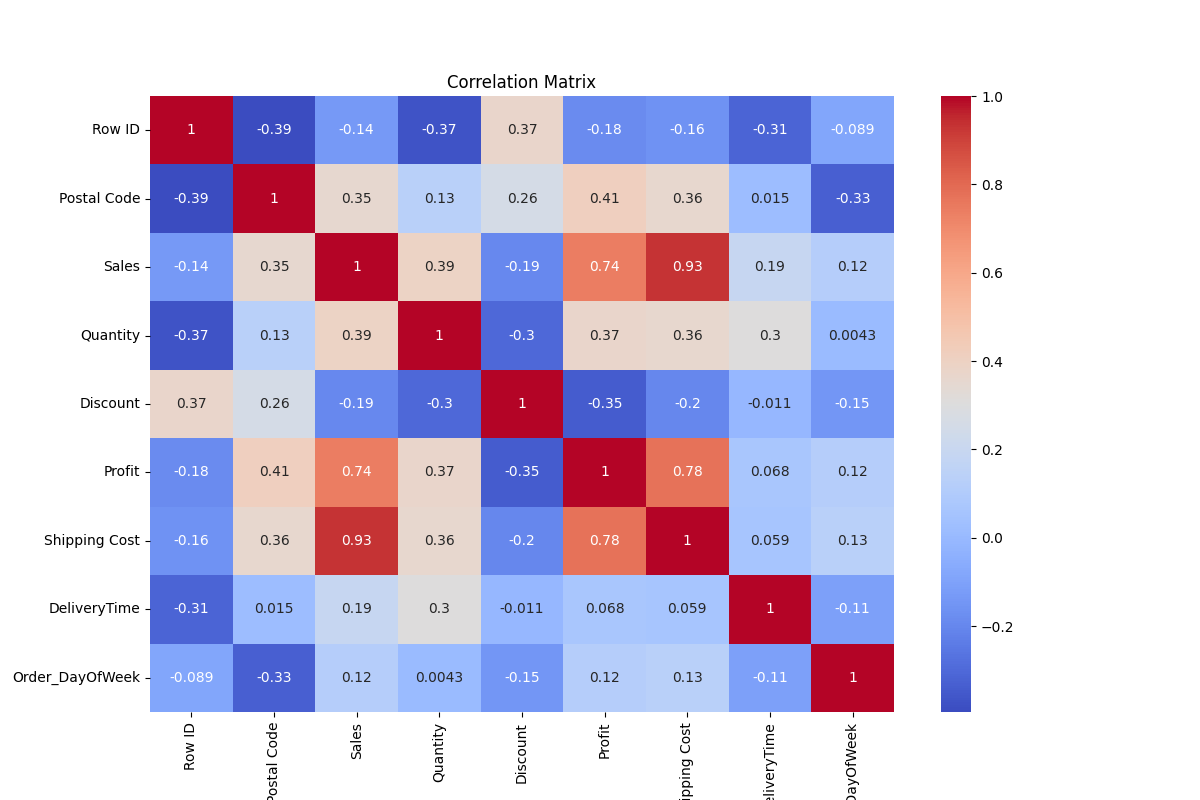 Correlation Matrix
Row ID 1 -0.39 -0.14 -0.37 0.37 -0.18 -0.16 -0.31 -0.089
Postal Code -0.39 1 0.35 0.13 0.26 0.41 0.36 0.015 -0.33
Sales -0.14 0.35 1 0.39 -0.19 0.74 0.93 0.19 0.12
Quantity -0.37 0.13 0.39 1 -0.3 0.37 0.36 0.3 0.0043
Discount 0.37 0.26 -0.19 -0.3 1 -0.35 -0.2 -0.011 -0.15
Profit -0.18 0.41 0.74 0.37 -0.35 1 0.78 0.068 0.12
Shipping Cost -0.16 0.36 0.93 0.36 -0.2 0.78 1 0.059 0.13
DeliveryTime -0.31 0.015 0.19 0.3 -0.011 0.068 0.059 1 -0.11
Order_DayOfWeek -0.089 -0.33 0.12 0.0043 -0.15 0.12 0.13 -0.11 1
Row ID
Postal Code
Sales
Quantity
Discount
Profit
ipping Cost
eliveryTime
DayOfWeek
1.0
0.8
0.6
0.4
0.2
0.0
−0.2